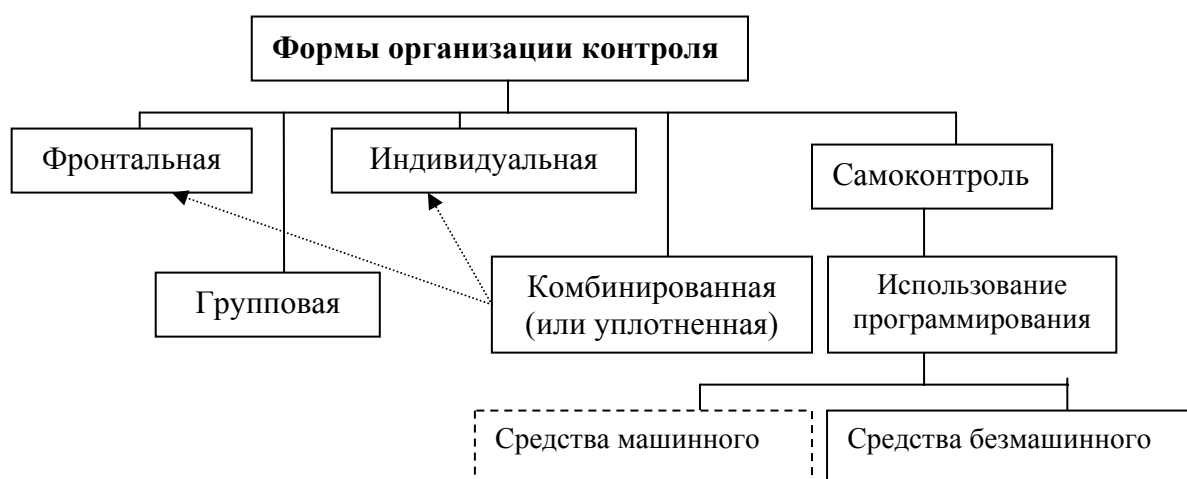 Формы организации контроля
Фронтальная
Индивидуальная
Самоконтроль
Групповая
Комбинированная
(или уплотненная)
Использование
программирования
Средства машинного
Средства безмашинного